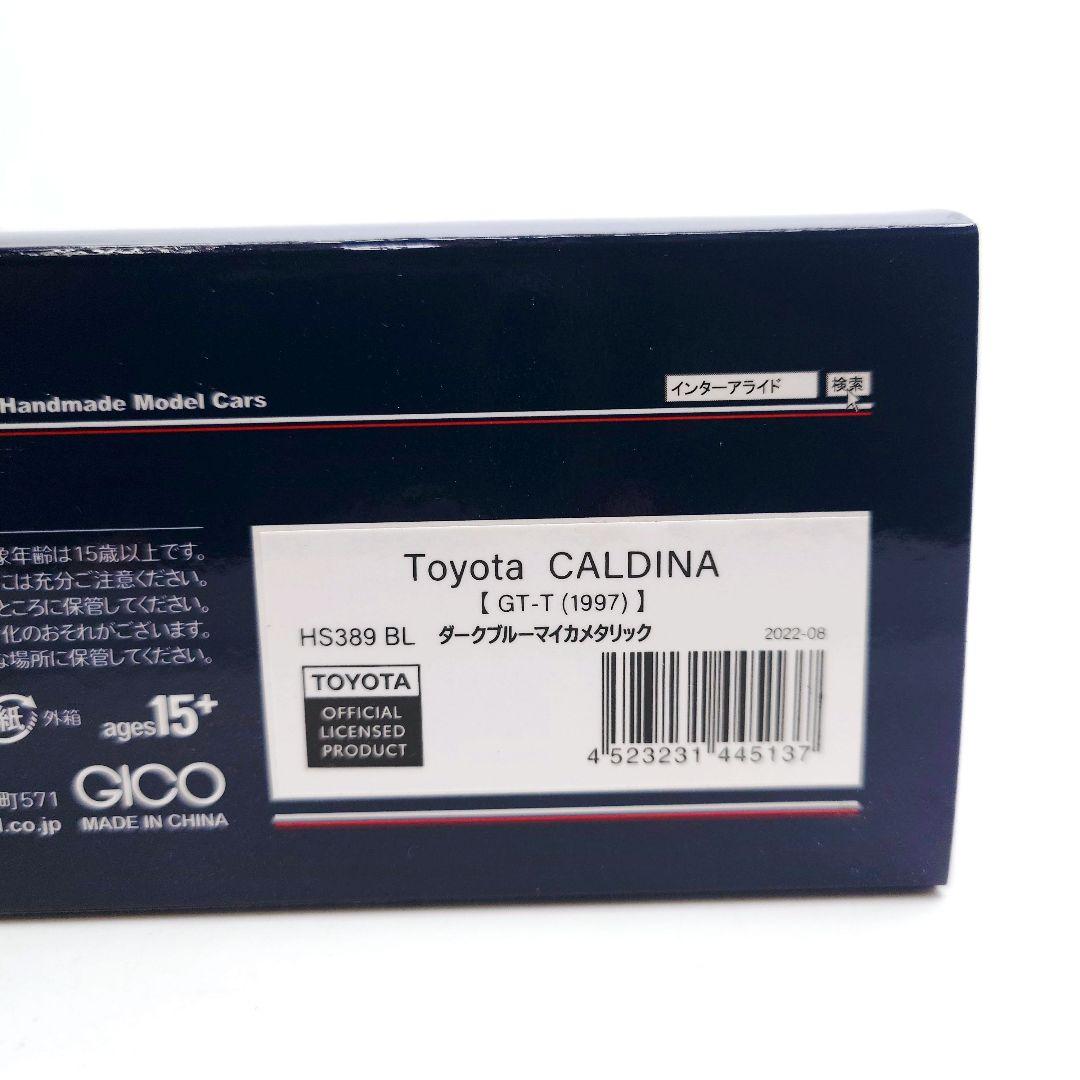 Handmade Model Cars
インターアライド 検索
象年齢は15歳以上です。
には充分ご注意ください。
ところに保管してください。
化のおそれがございます。
な場所に保管してください。
紙 外箱
ages15+
町571
l.co.jp
GICO
MADE IN CHINA
Toyota CALDINA
【 GT-T (1997) 】
HS389 BL ダークブルーマイカメタリック 2022-08
TOYOTA
OFFICIAL
LICENSED
PRODUCT
4 523231 445137